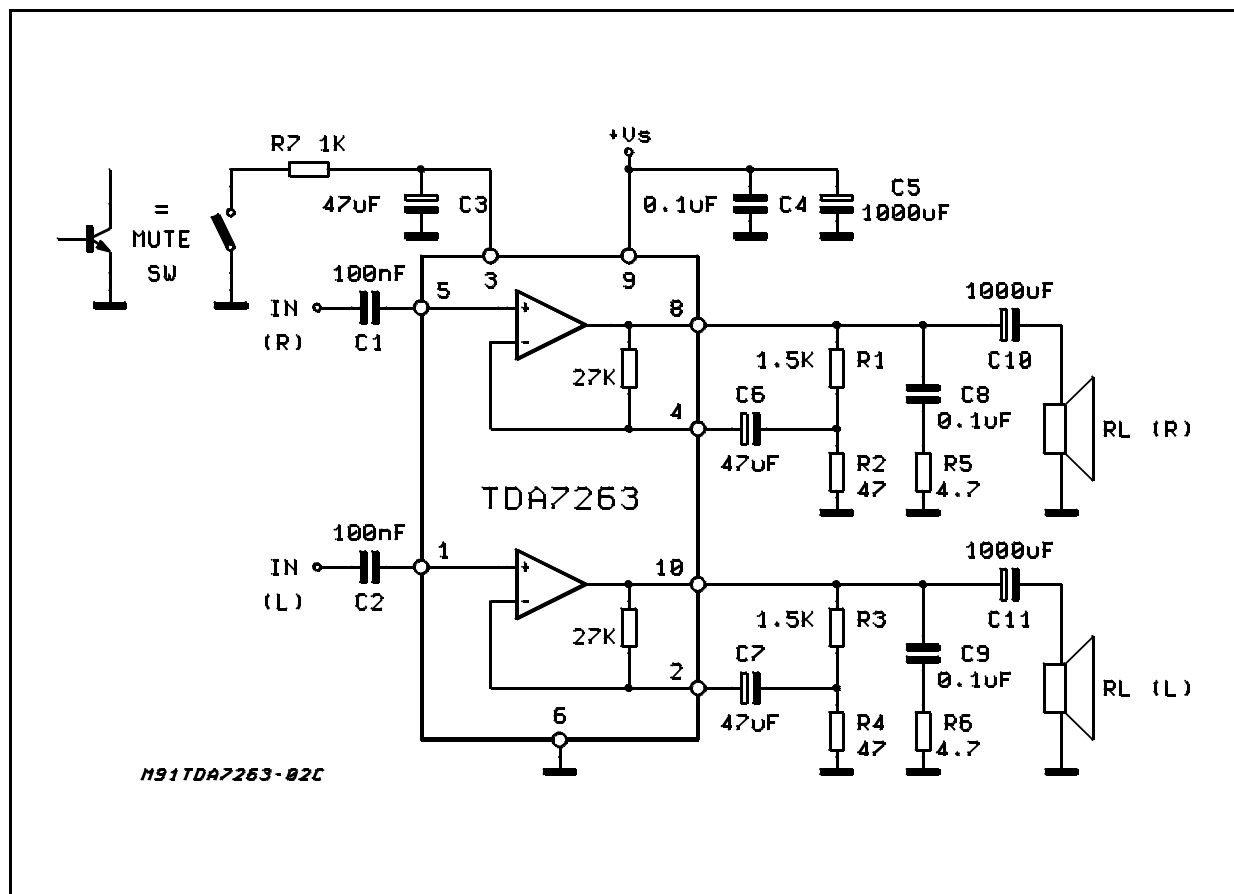 R7 1K
+Vs
47uF
C3
0.1uF
C4
C5
1000uF
=
MUTE
SW
3
9
100nF
IN
(R)
C1
5
8
+
-
27K
4
1.5K
R1
C6
47uF
R2
47
C8
0.1uF
R5
4.7
1000uF
C10
RL (R)
TDA7263
100nF
IN
(L)
C2
1
10
+
-
27K
2
1.5K
R3
C7
47uF
R4
47
C9
0.1uF
R6
4.7
1000uF
C11
RL (L)
6
M91TDA7263-02C